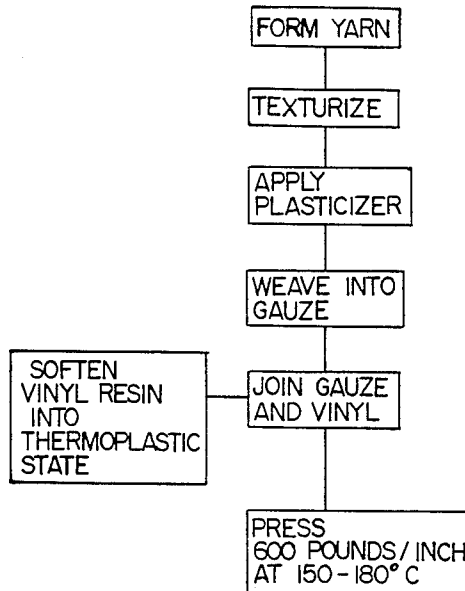 FORM YARN
TEXTURIZE
APPLY
PLASTICIZER
WEAVE INTO
GAUZE
SOFTEN
VINYL RESIN
INTO
THERMOPLASTIC
STATE
JOIN GAUZE
AND VINYL
PRESS
600 POUNDS/INCH
AT 150-180° C